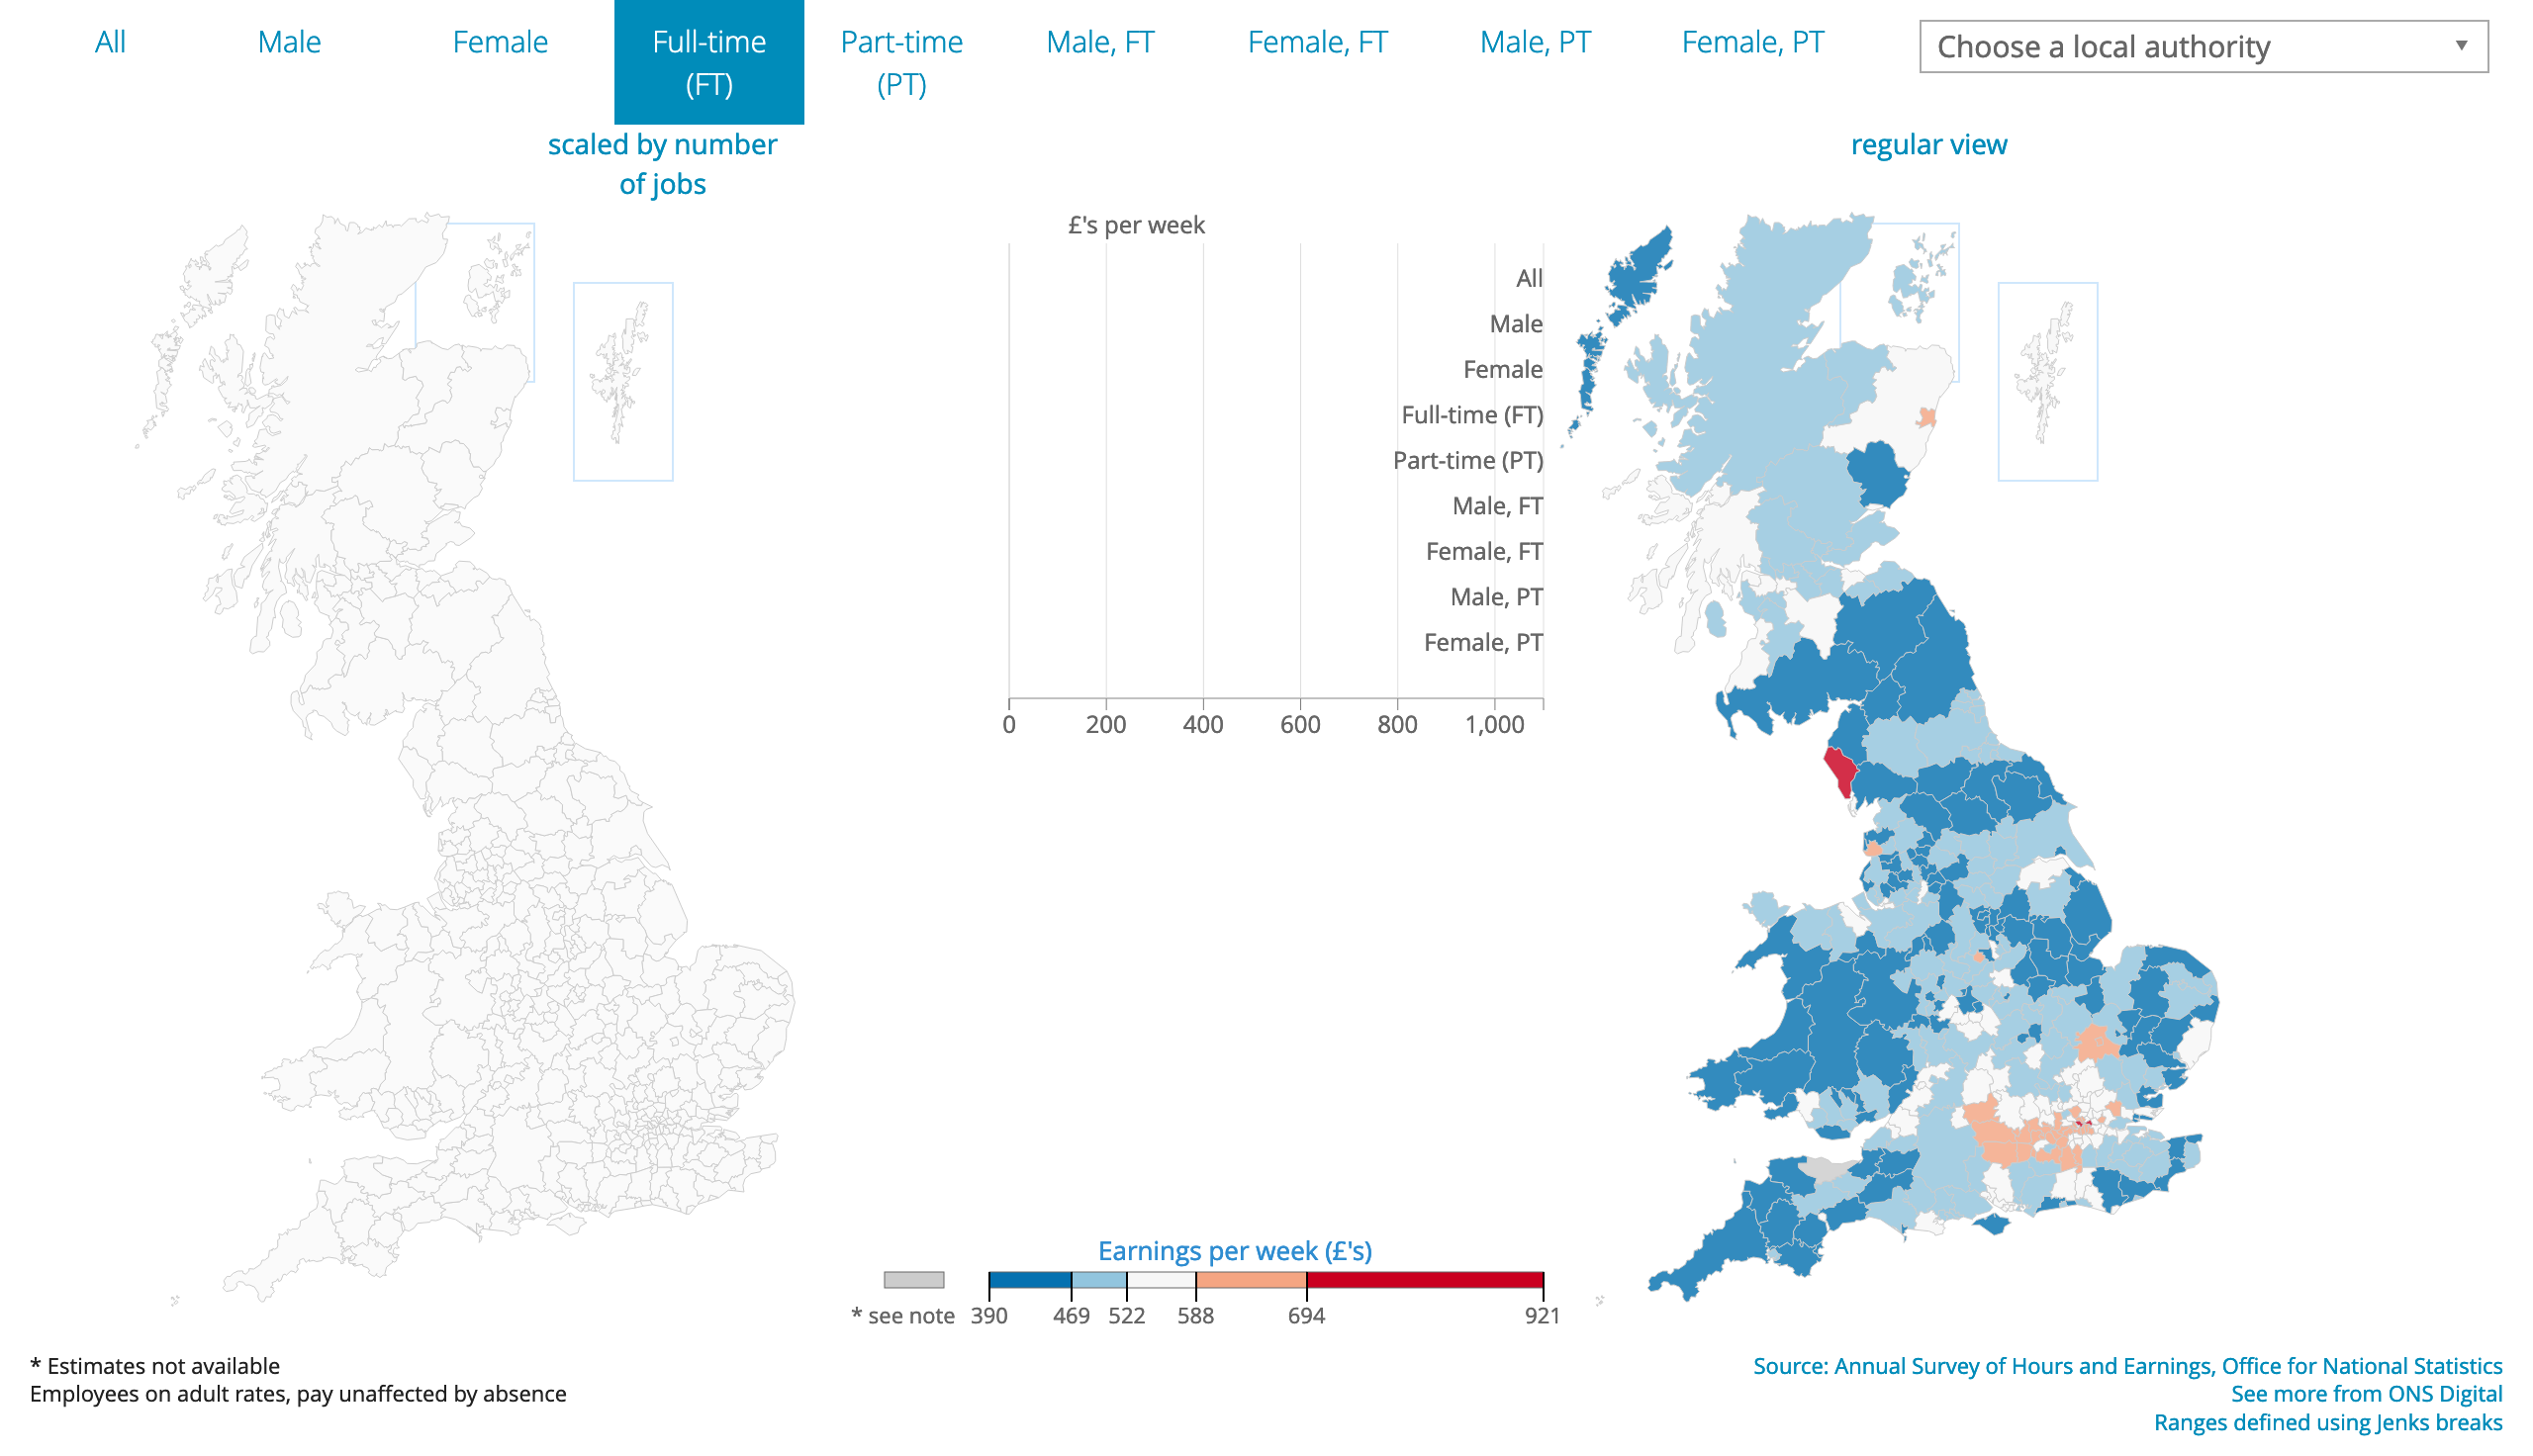 All
Male
Female
Full-time
(FT)
Part-time
(PT)
Male, FT
Female, FT
Male, PT
Female, PT
Choose a local authority
scaled by number
of jobs
regular view
£'s per week
All
Male
Female
Full-time (FT)
Part-time (PT)
Male, FT
Female, FT
Male, PT
Female, PT
0 200 400 600 800 1,000
Earnings per week (£'s)
* see note 390 469 522 588 694 921
* Estimates not available
Employees on adult rates, pay unaffected by absence
Source: Annual Survey of Hours and Earnings, Office for National Statistics
See more from ONS Digital
Ranges defined using Jenks breaks